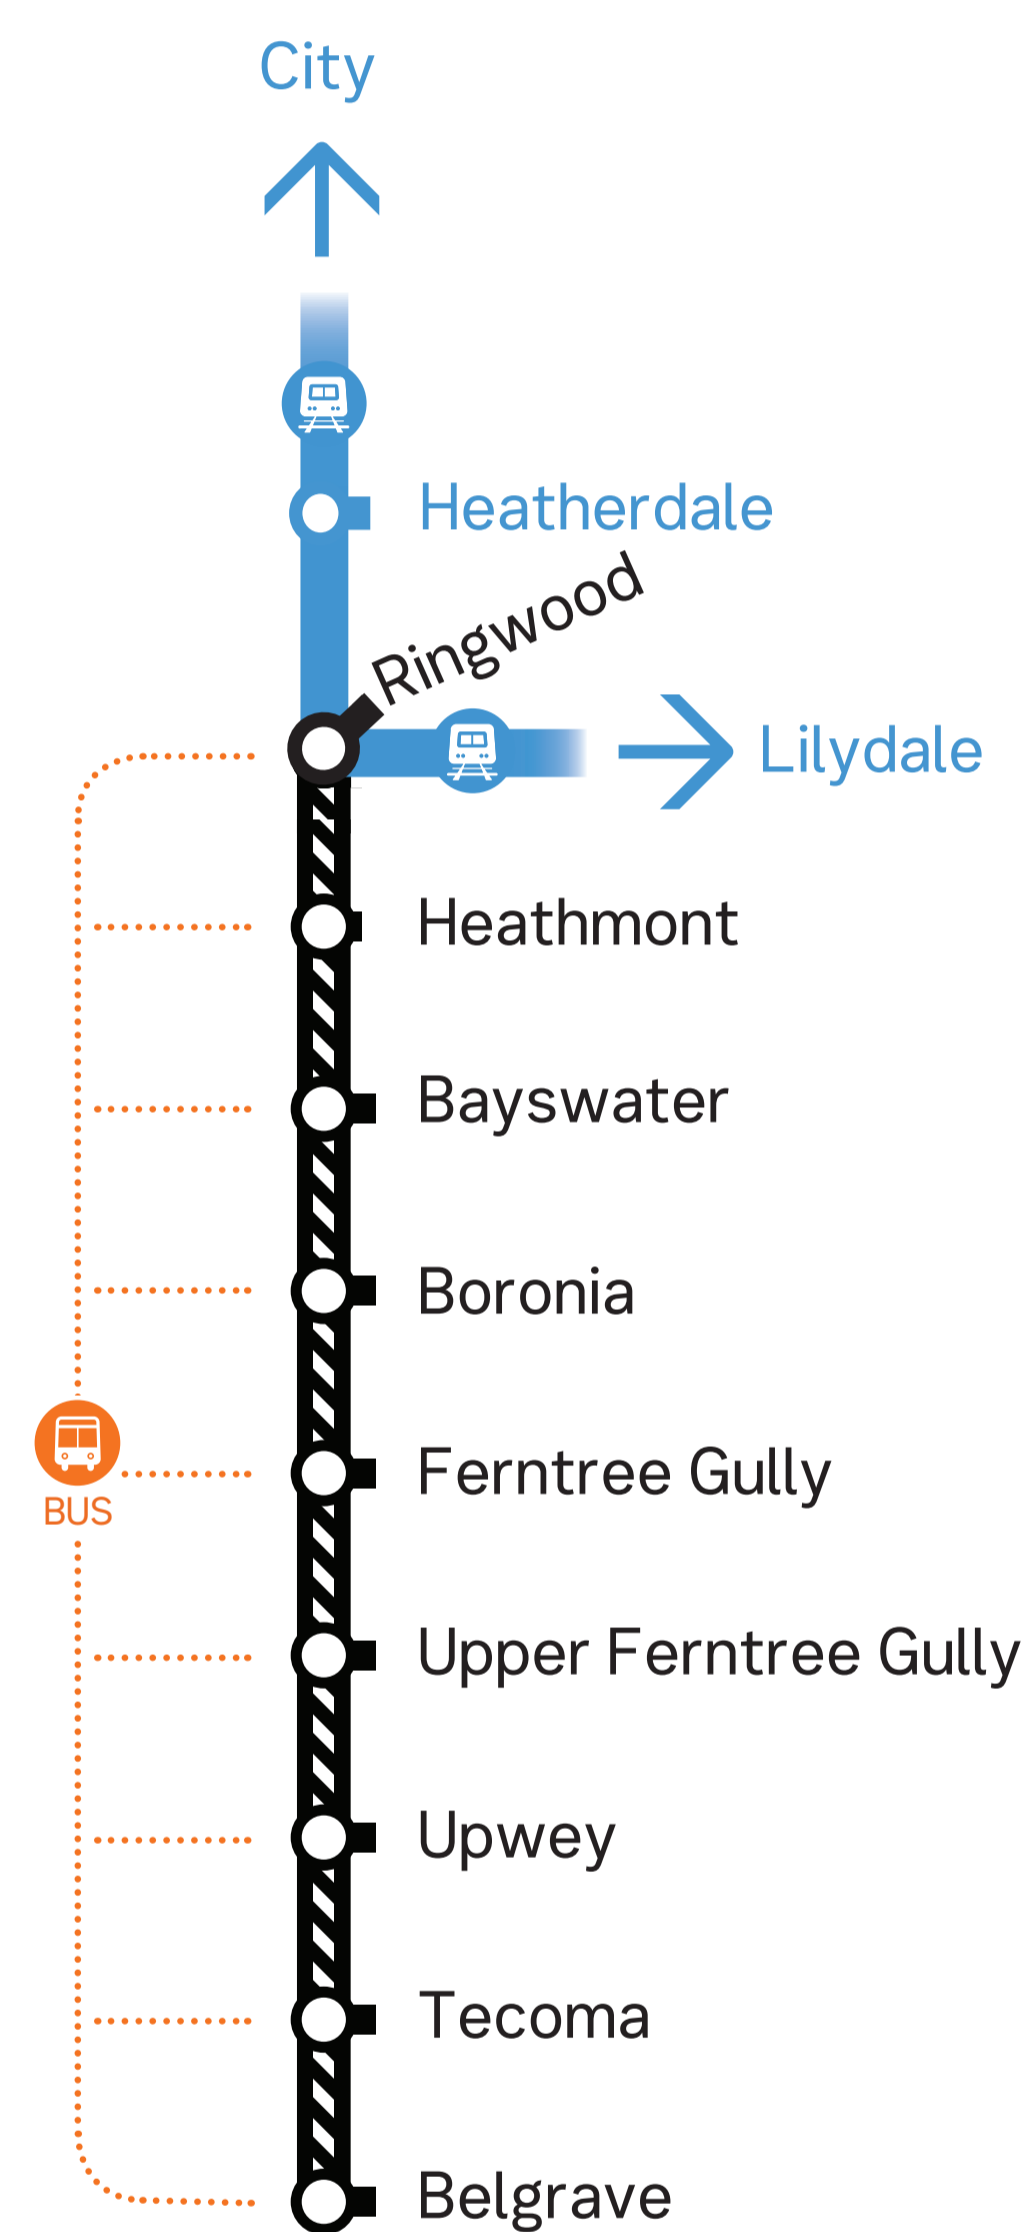 City
Heatherdale
Ringwood
Lilydale
Heathmont
Bayswater
Boronia
Ferntree Gully
BUS
Upper Ferntree Gully
Upwey
Tecoma
Belgrave